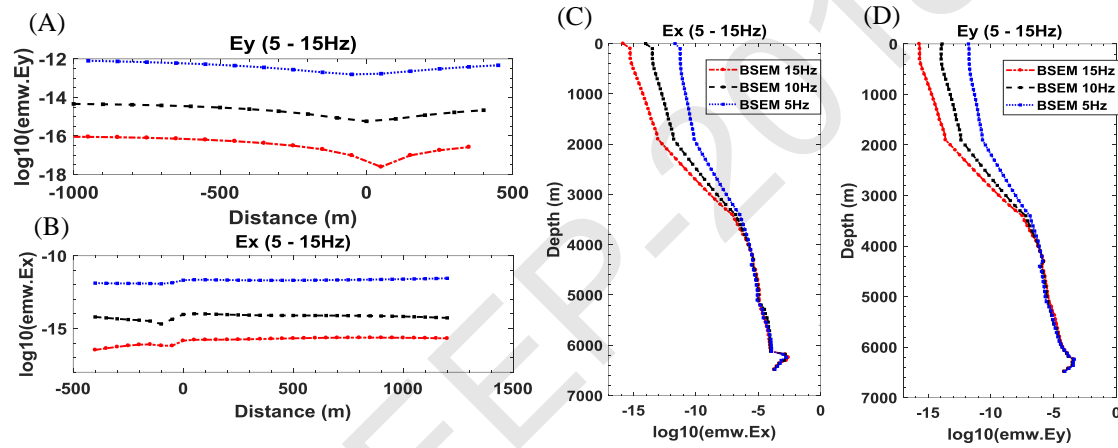 (A)
Ey (5 - 15Hz)
-12
-14
-16
-18
log10(emw.Ey)
-1000 -500 0 500
Distance (m)
(B)
Ex (5 - 15Hz)
-10
-15
log10(emw.Ex)
-500 0 500 1000 1500
Distance (m)
(C)
Ex (5 - 15Hz)
0
1000
2000
3000
4000
5000
6000
7000
Depth (m)
BSEM 15Hz
BSEM 10Hz
BSEM 5Hz
-15 -10 -5 0
log10(emw.Ex)
(D)
Ey (5 - 15Hz)
0
1000
2000
3000
4000
5000
6000
7000
Depth (m)
BSEM 15Hz
BSEM 10Hz
BSEM 5Hz
-15 -10 -5 0
log10(emw.Ey)